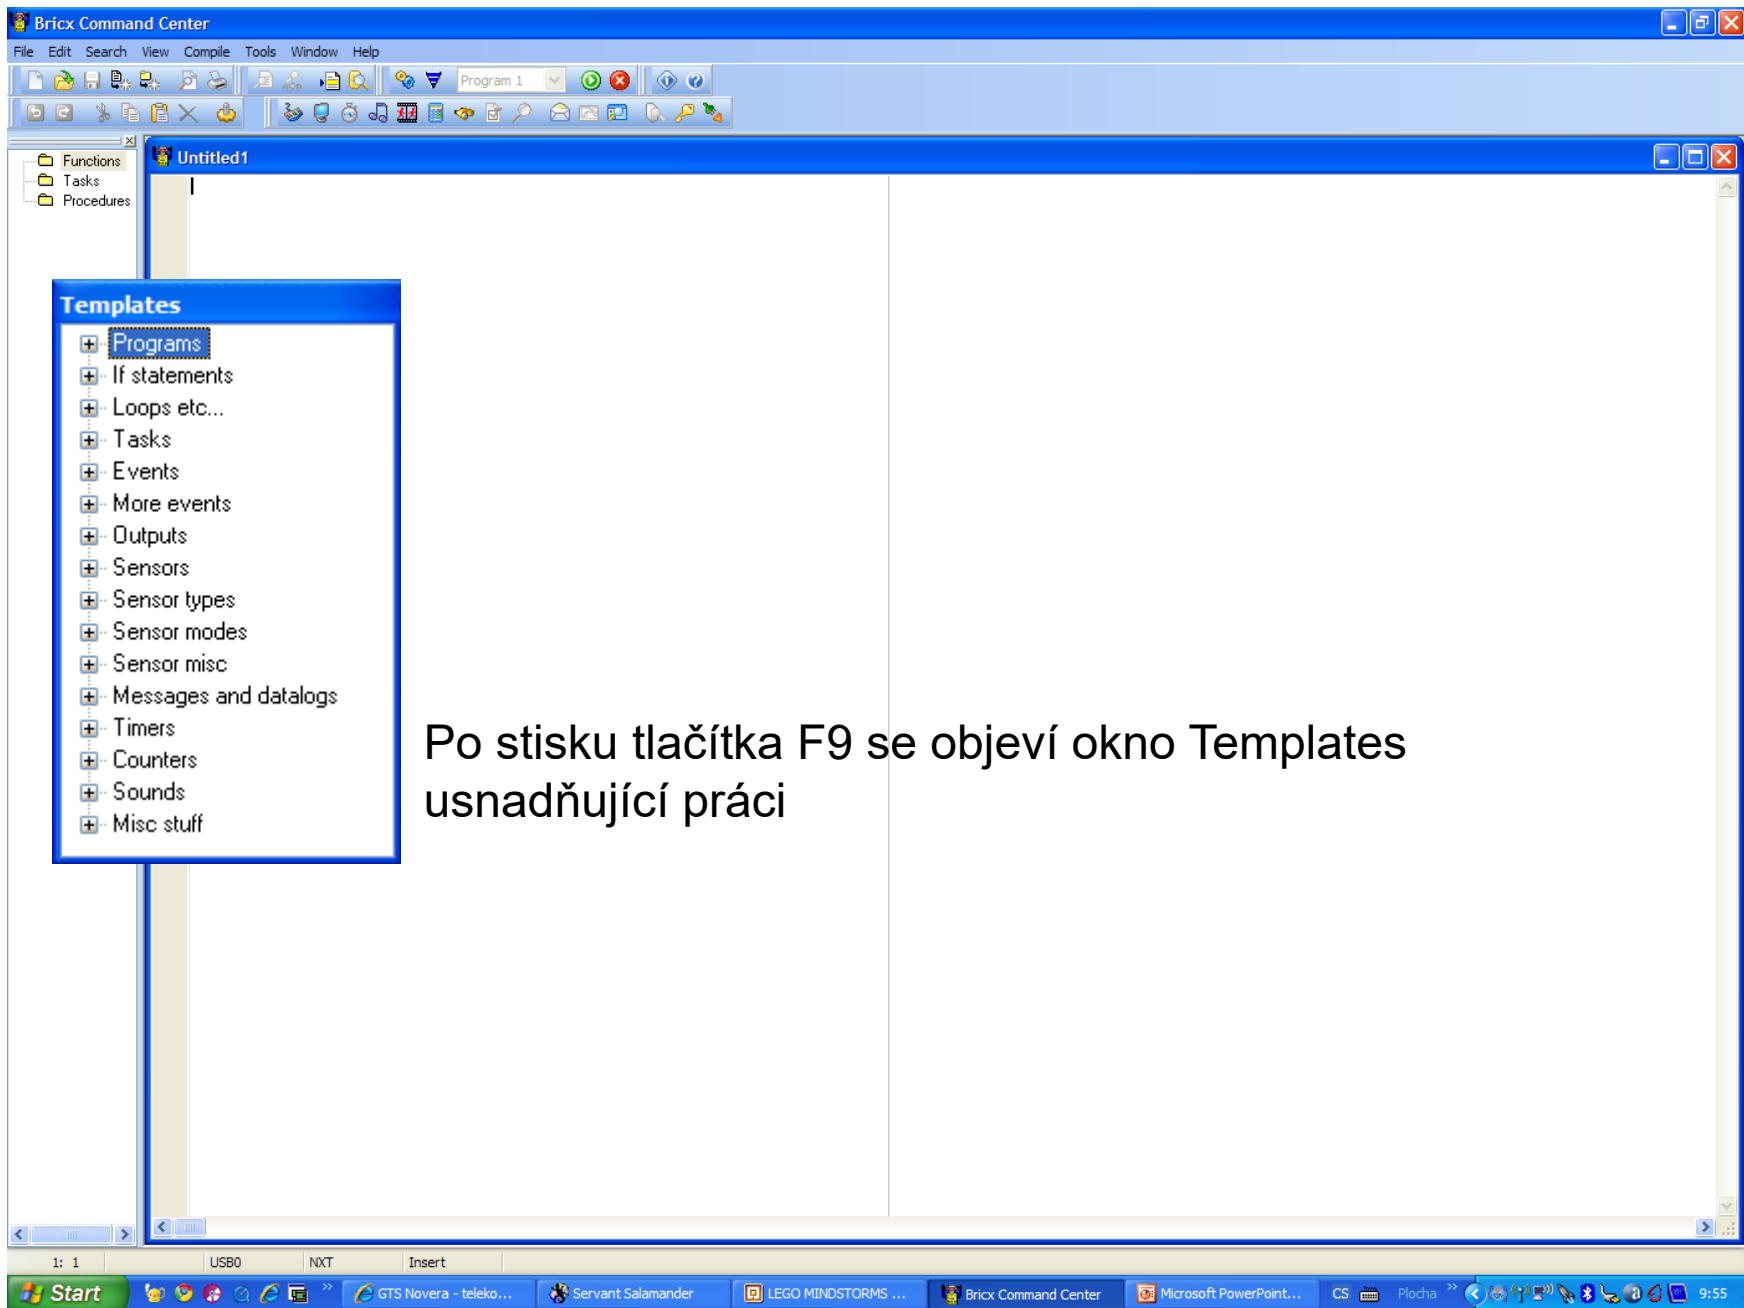 Bricx Command Center
File Edit Search View Compile Tools Window Help
Program 1
Functions
Tasks
Procedures
Untitled1
Templates
Programs
If statements
Loops etc...
Tasks
Events
More events
Outputs
Sensors
Sensor types
Sensor modes
Sensor misc
Messages and datalogs
Timers
Counters
Sounds
Misc stuff
Po stisku tlačítka F9 se objeví okno Templates
usnadňující práci
1: 1 USB0 NXT Insert
Start GTS Novera - teleko... Servant Salamander LEGO MINDSTORMS ... Bricx Command Center Microsoft PowerPoint... CS Plocha 9:55